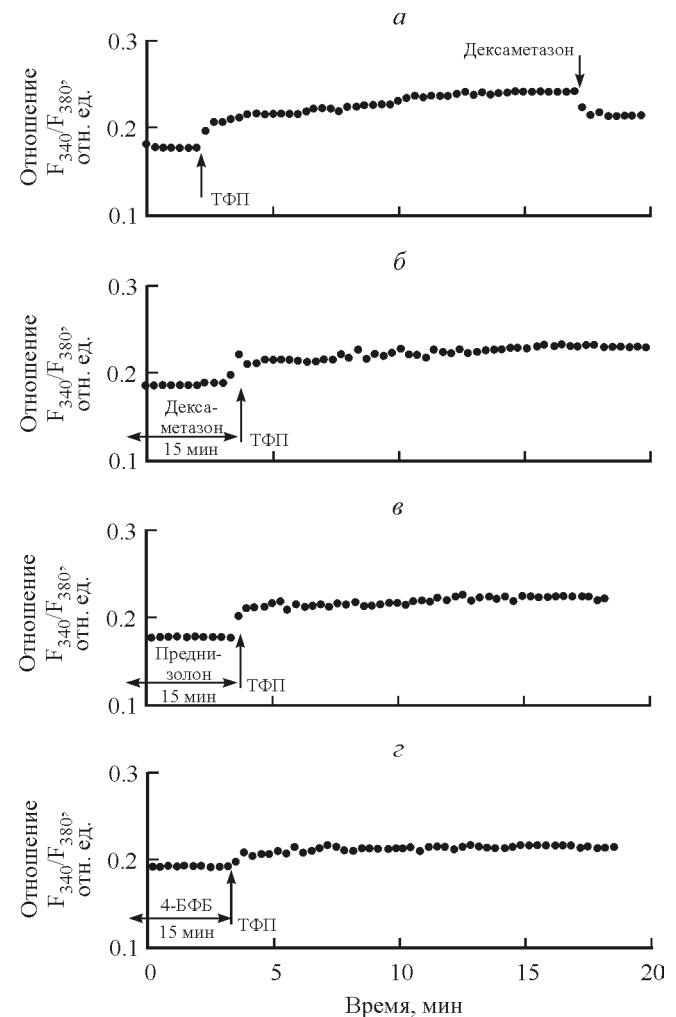 а
0.3
0.2
0.1
Отношение
F340/F380,
отн. ед.
Дексаметазон
ТФП
б
0.3
0.2
0.1
Отношение
F340/F380,
отн. ед.
Декса-
метазон
15 мин
ТФП
в
0.3
0.2
0.1
Отношение
F340/F380,
отн. ед.
Предни-
золон
15 мин
ТФП
г
0.3
0.2
0.1
Отношение
F340/F380,
отн. ед.
4-БФБ
15 мин
ТФП
0 5 10 15 20
Время, мин